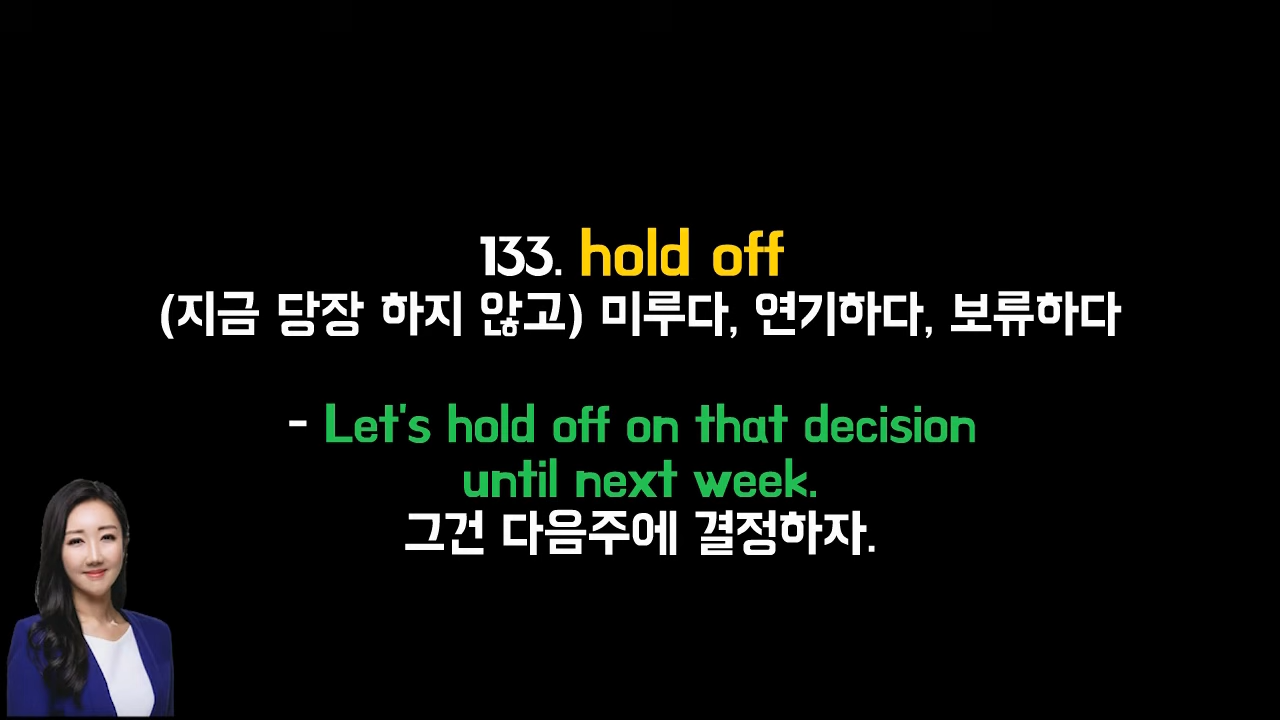 133. hold off
(지금 당장 하지 않고) 미루다, 연기하다, 보류하다
- Let's hold off on that decision
until next week.
그건 다음주에 결정하자.